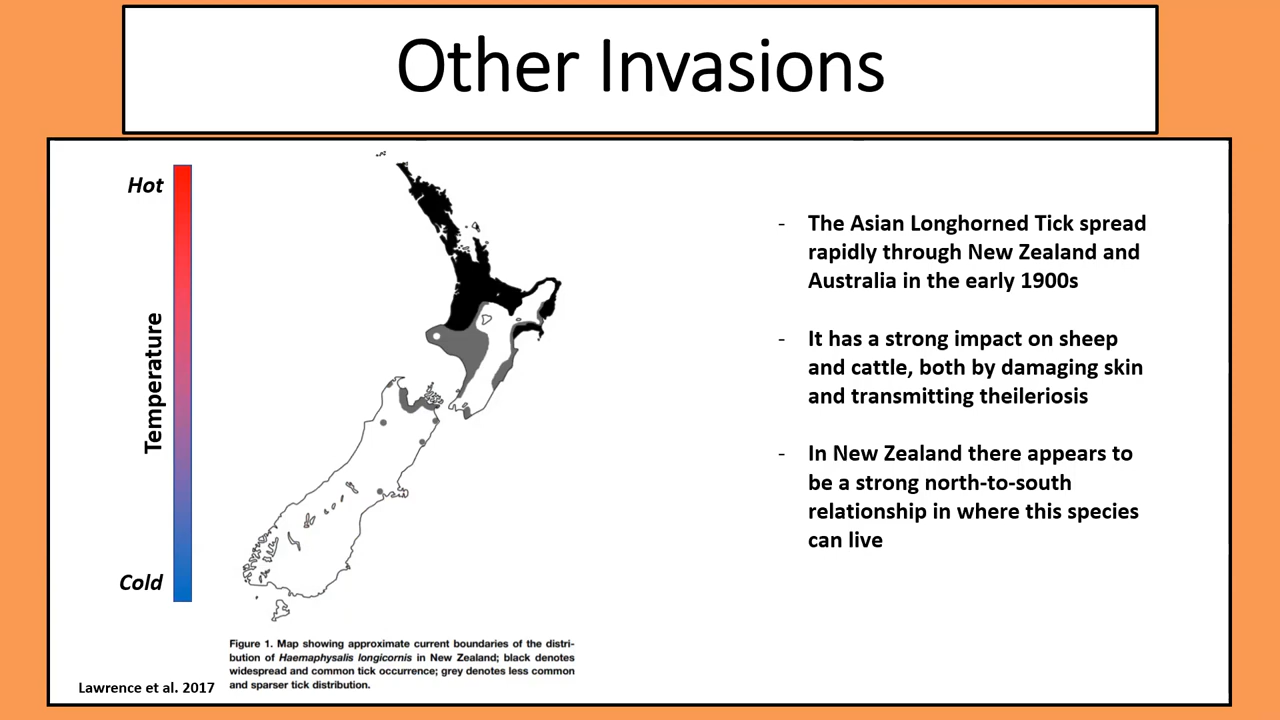 Other Invasions
Hot
Temperature
Cold
- The Asian Longhorned Tick spread
rapidly through New Zealand and
Australia in the early 1900s
- It has a strong impact on sheep
and cattle, both by damaging skin
and transmitting theileriosis
- In New Zealand there appears to
be a strong north-to-south
relationship in where this species
can live
Figure 1. Map showing approximate current boundaries of the distri-
bution of Haemaphysalis longicornis in New Zealand; black denotes
widespread and common tick occurrence; grey denotes less common
and sparser tick distribution.
Lawrence et al. 2017